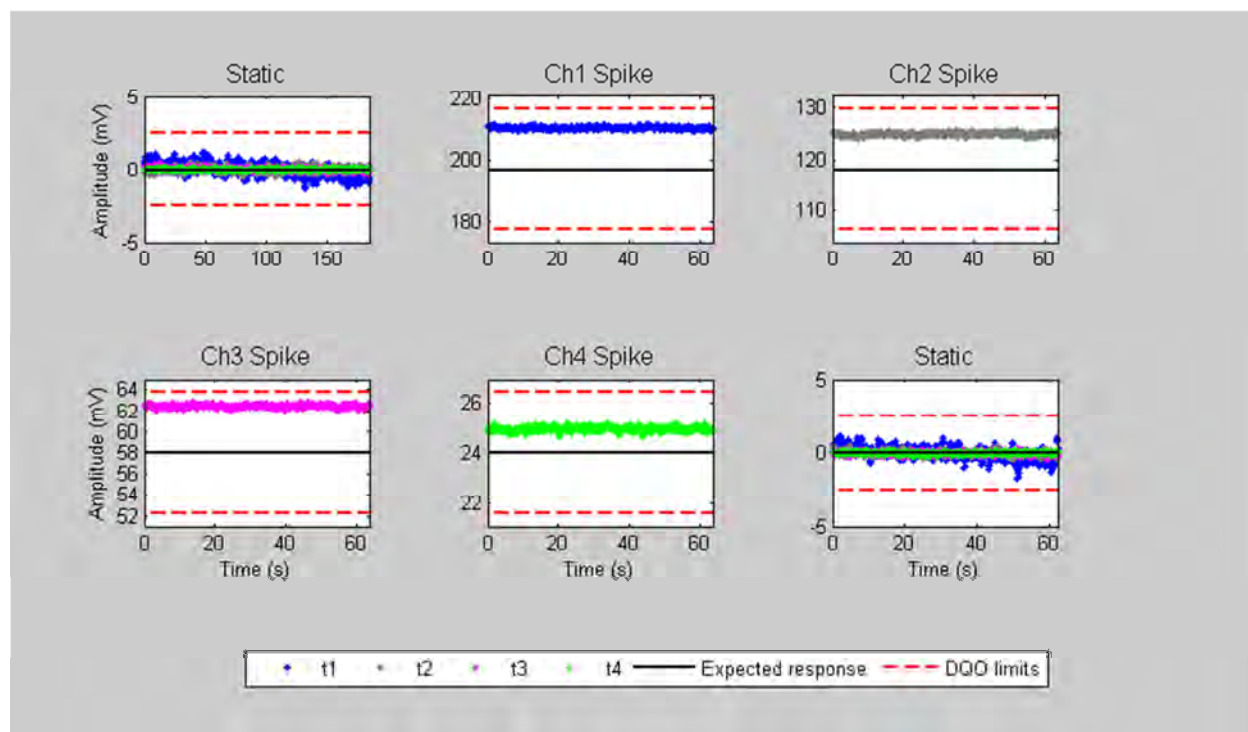 Static
Ch1 Spike
Ch2 Spike
Amplitude (mV)
5
0
-5
0 50 100 150
220
200
180
0 20 40 60
130
120
110
0 20 40 60
Ch3 Spike
Ch4 Spike
Static
Amplitude (mV)
64
62
60
58
56
54
52
0 20 40 60
Time (s)
26
24
22
0 20 40 60
Time (s)
5
0
-5
0 20 40 60
Time (s)
t1 t2 t3 t4 Expected response DQO limits